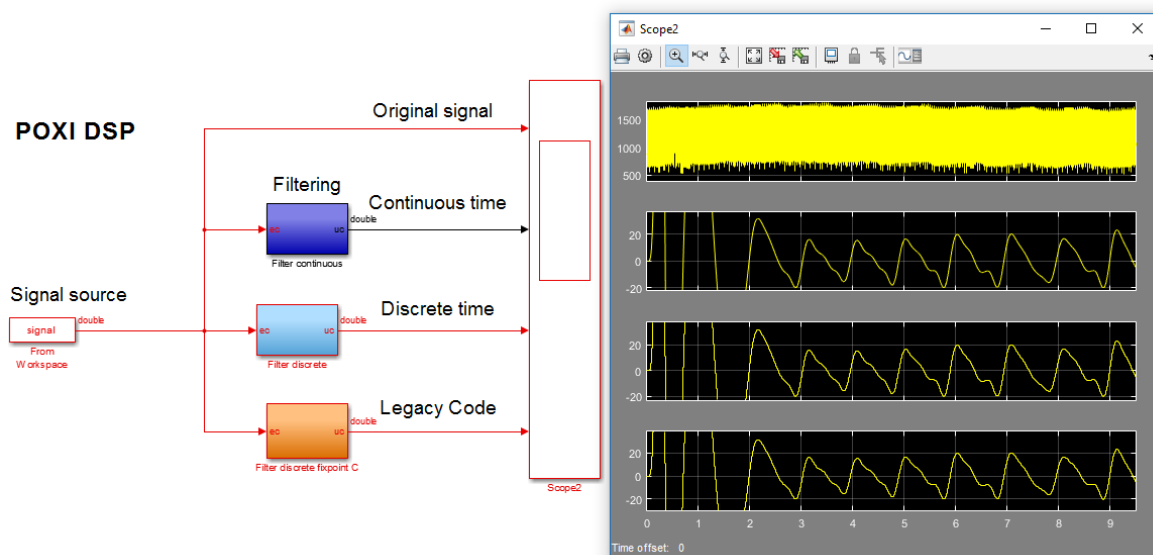 POXI DSP
Original signal
Filtering
Continuous time
double
ec
uc
Filter continuous
Signal source
double
signal
From
Workspace
Discrete time
double
ec
uc
Filter discrete
Legacy Code
double
ec
uc
Filter discrete fixpoint C
Scope2
Scope2
1500
1000
500
20
0
-20
20
0
-20
20
0
-20
0 1 2 3 4 5 6 7 8 9
Time offset: 0